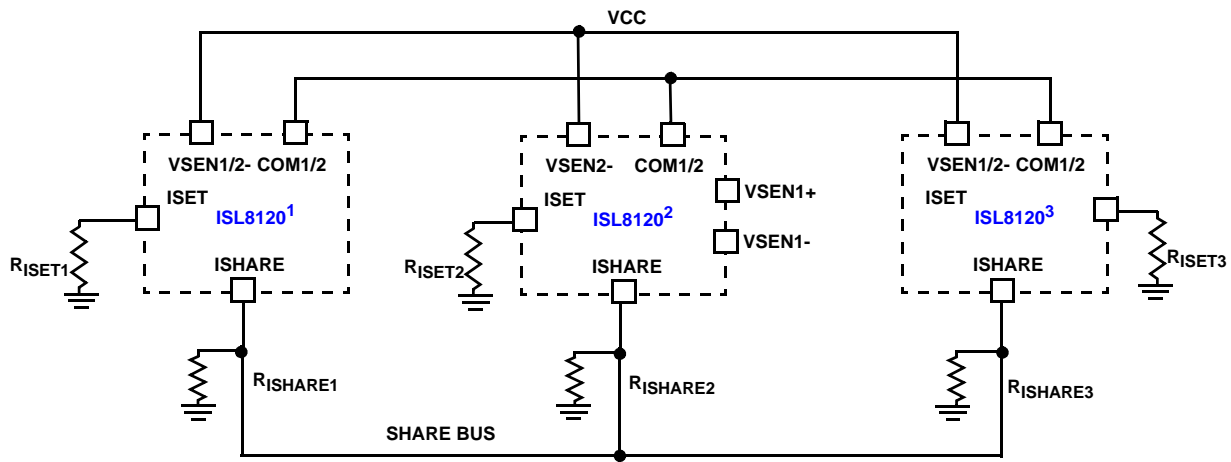 VCC
VSEN1/2- COM1/2
VSEN2- COM1/2
VSEN1/2- COM1/2
ISET
ISL8120¹
ISET
ISL8120²
VSEN1+
VSEN1-
ISET
ISL8120³
RISET1
RISET2
RISET3
ISHARE
ISHARE
ISHARE
RISHARE1
RISHARE2
RISHARE3
SHARE BUS